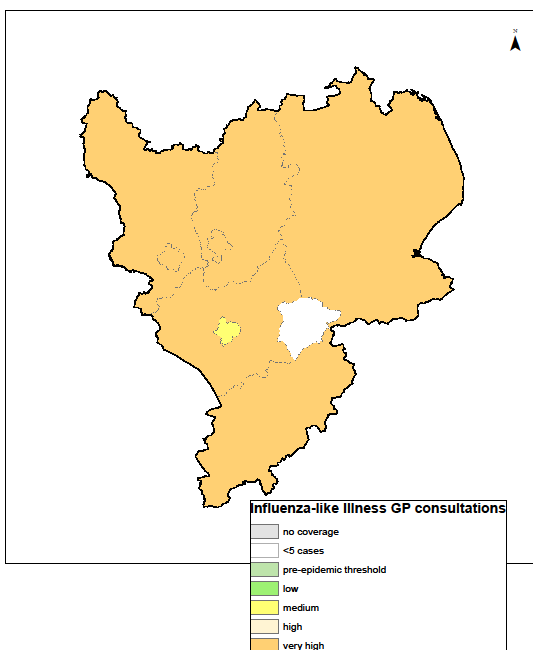 N
Influenza-like Illness GP consultations
no coverage
<5 cases
pre-epidemic threshold
low
medium
high
very high